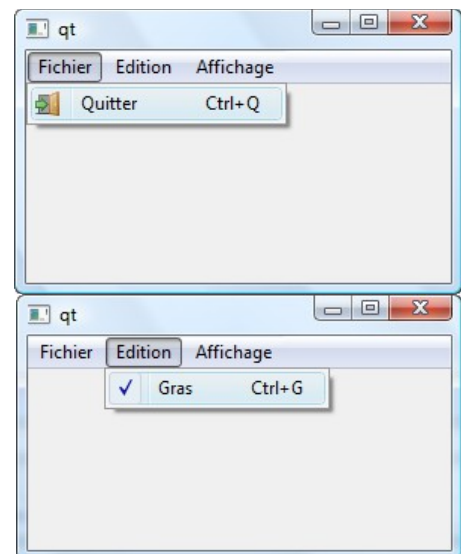 qt
Fichier Edition Affichage
Quitter Ctrl+Q
qt
Fichier Edition Affichage
Gras Ctrl+G